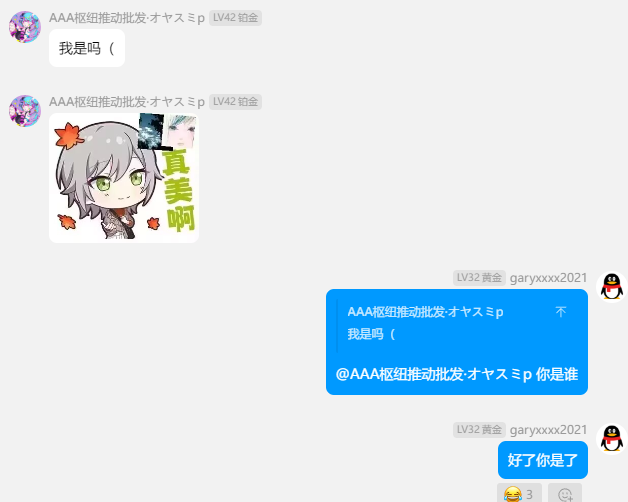 AAA枢纽推动批发·オヤスミp LV42 铂金
我是吗（
AAA枢纽推动批发·オヤスミp LV42 铂金
真美啊
LV32 黄金 garyxxxx2021
AAA枢纽推动批发·オヤスミp
我是吗（
@AAA枢纽推动批发·オヤスミp 你是谁
LV32 黄金 garyxxxx2021
好了你是了
3